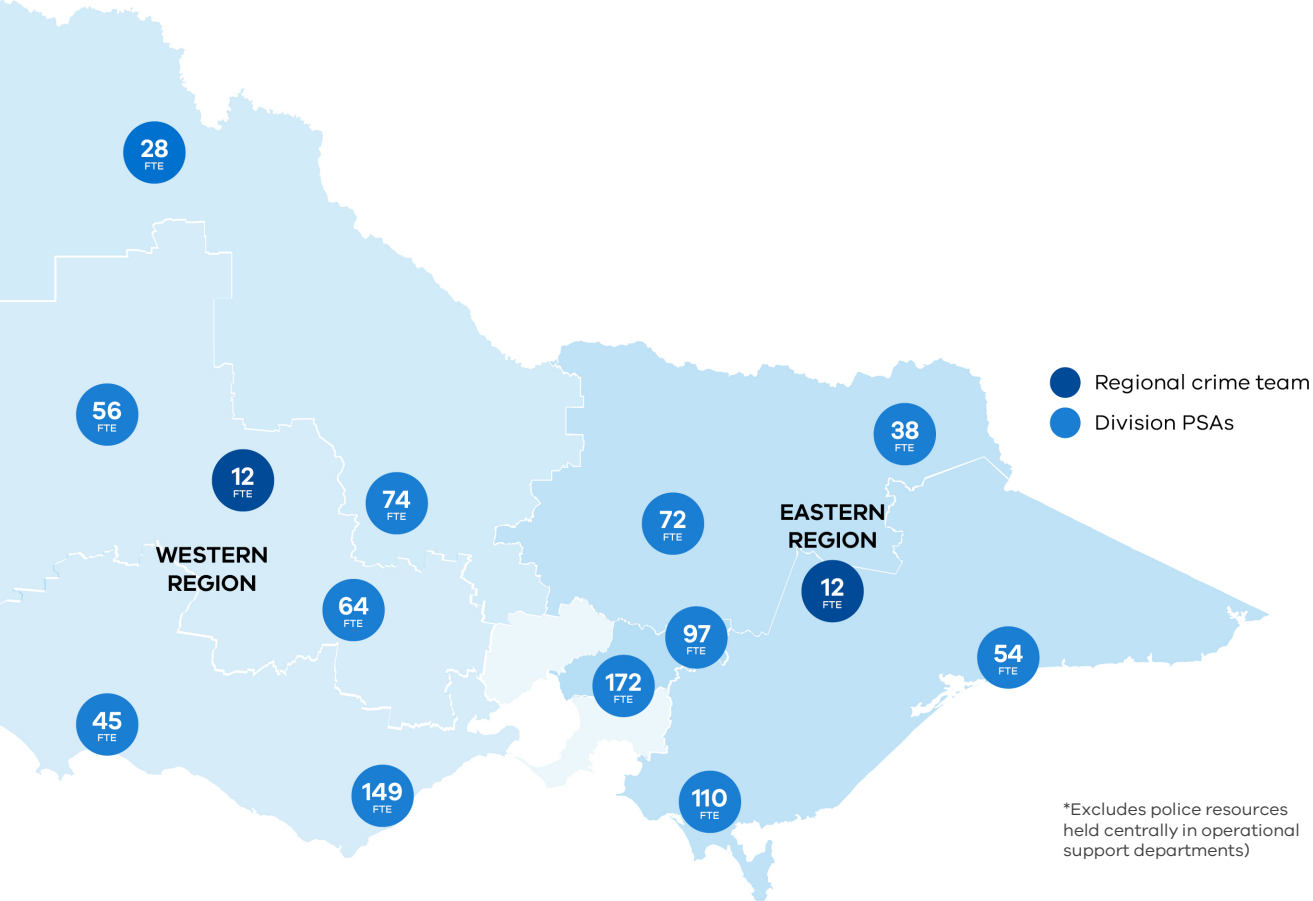 28
FTE
56
FTE
12
FTE
74
FTE
WESTERN
REGION
64
FTE
45
FTE
149
FTE
38
FTE
72
FTE
EASTERN
REGION
12
FTE
97
FTE
172
FTE
54
FTE
110
FTE
Regional crime team
Division PSAs
*Excludes police resources
held centrally in operational
support departments)